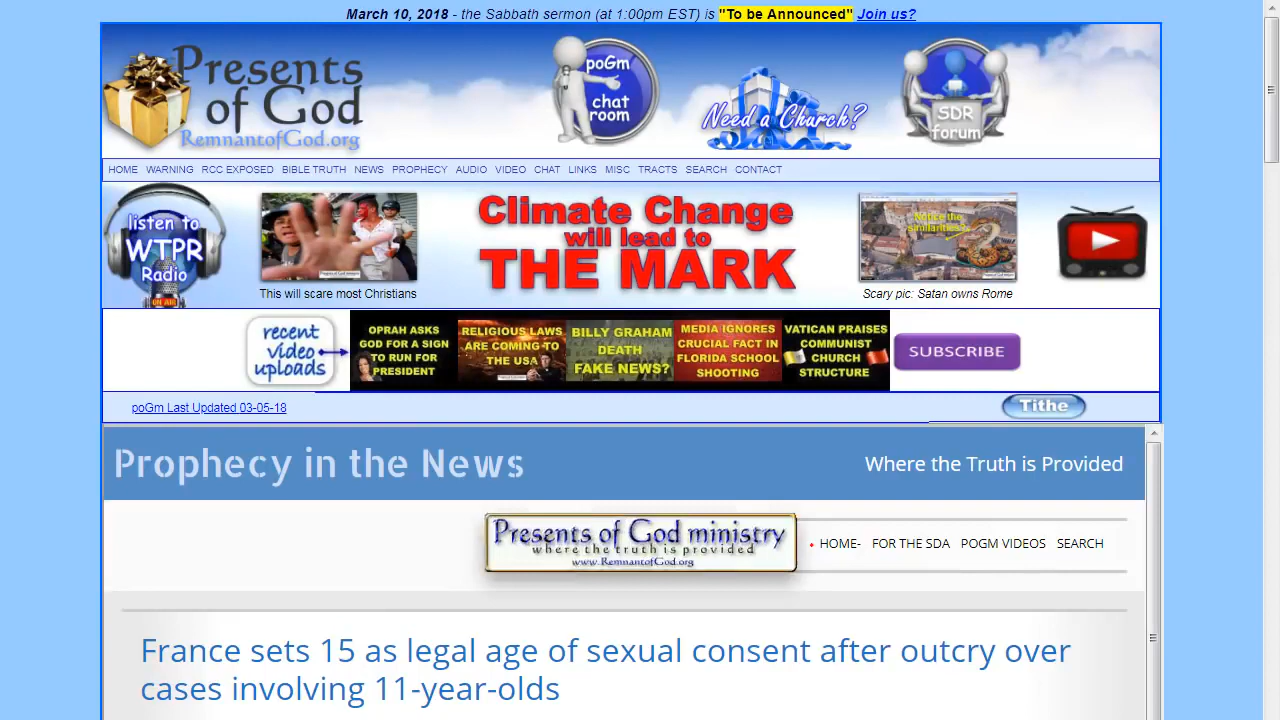 March 10, 2018 - the Sabbath sermon (at 1:00pm EST) is "To be Announced" Join us?
Presents
of God
RemnantofGod.org
poGm
chat
room
Need a Church?
SDR
forum
HOME WARNING RCC EXPOSED BIBLE TRUTH NEWS PROPHECY AUDIO VIDEO CHAT LINKS MISC TRACTS SEARCH CONTACT
listen to
WTPR
Radio
ON AIR
This will scare most Christians
Climate Change
will lead to
THE MARK
Notice the
similarities?
Scary pic: Satan owns Rome
recent
video
uploads
OPRAH ASKS
GOD FOR A SIGN
TO RUN FOR
PRESIDENT
RELIGIOUS LAWS
ARE COMING TO
THE USA
BILLY GRAHAM
DEATH
FAKE NEWS?
MEDIA IGNORES
CRUCIAL FACT IN
FLORIDA SCHOOL
SHOOTING
VATICAN PRAISES
COMMUNIST
CHURCH
STRUCTURE
SUBSCRIBE
poGm Last Updated 03-05-18
Tithe
Prophecy in the News
Where the Truth is Provided
Presents of God ministry
where the truth is provided
www.RemnantofGod.org
HOME- FOR THE SDA POGM VIDEOS SEARCH
France sets 15 as legal age of sexual consent after outcry over
cases involving 11-year-olds